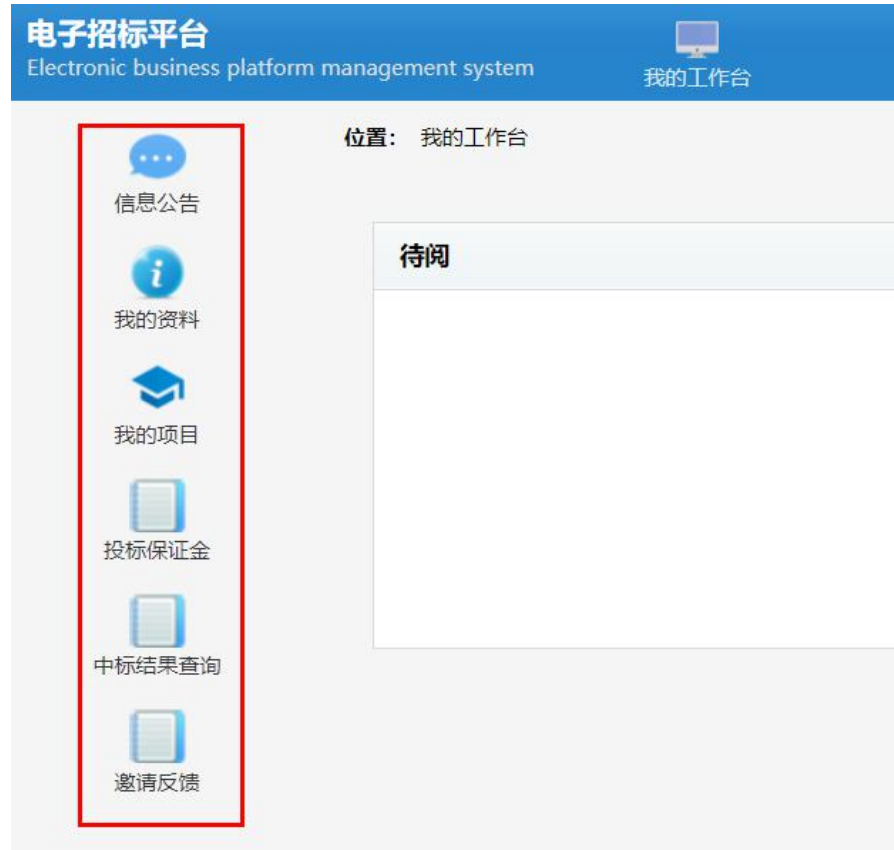 电子招标平台
Electronic business platform management system
我的工作台
位置： 我的工作台
信息公告
我的资料
我的项目
投标保证金
中标结果查询
邀请反馈
待阅